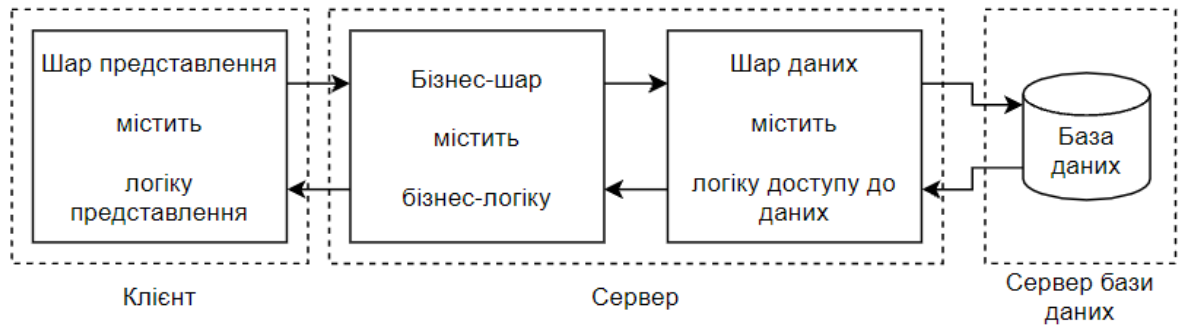 Шар представлення
містить
логіку
представлення
Бізнес-шар
містить
бізнес-логіку
Шар даних
містить
логіку доступу до
даних
База
даних
Клієнт
Сервер
Сервер бази
даних